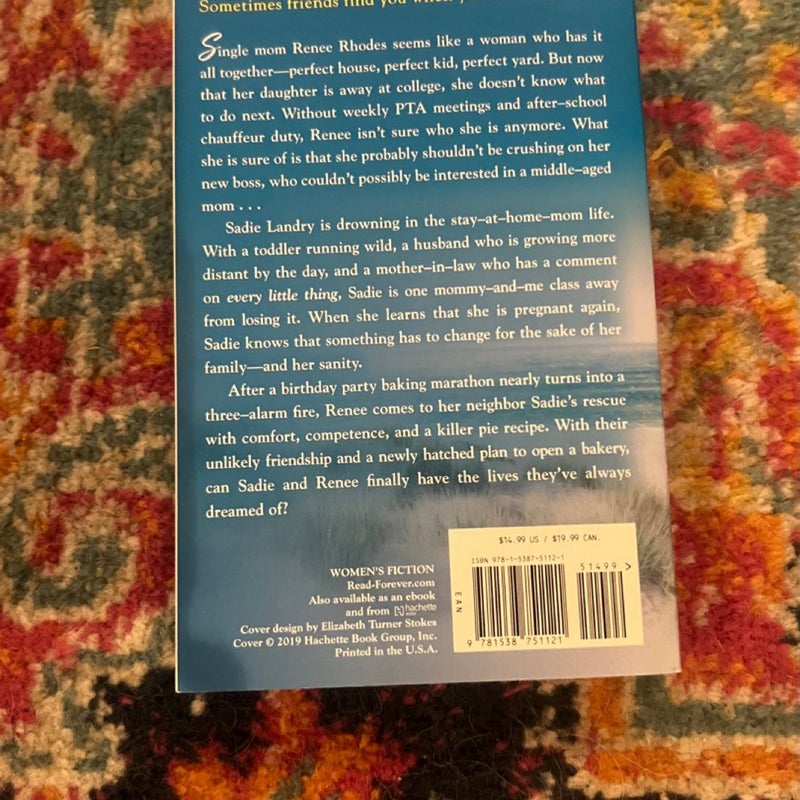 Sometimes friends find you when
Single mom Renee Rhodes seems like a woman who has it
all together—perfect house, perfect kid, perfect yard. But now
that her daughter is away at college, she doesn't know what
to do next. Without weekly PTA meetings and after–school
chauffeur duty, Renee isn't sure who she is anymore. What
she is sure of is that she probably shouldn't be crushing on her
new boss, who couldn't possibly be interested in a middle–aged
mom . . .
Sadie Landry is drowning in the stay–at–home–mom life.
With a toddler running wild, a husband who is growing more
distant by the day, and a mother–in–law who has a comment
on every little thing, Sadie is one mommy–and–me class away
from losing it. When she learns that she is pregnant again,
Sadie knows that something has to change for the sake of her
family—and her sanity.
After a birthday party baking marathon nearly turns into a
three–alarm fire, Renee comes to her neighbor Sadie's rescue
with comfort, competence, and a killer pie recipe. With their
unlikely friendship and a newly hatched plan to open a bakery,
can Sadie and Renee finally have the lives they've always
dreamed of?
$14.99 US / $19.99 CAN.
ISBN 978-1-5387-5112-1
51499 >
EAN
9 781538 751121
WOMEN'S FICTION
Read-Forever.com
Also available as an ebook
and from hachette
Cover design by Elizabeth Turner Stokes
Cover © 2019 Hachette Book Group, Inc.
Printed in the U.S.A.